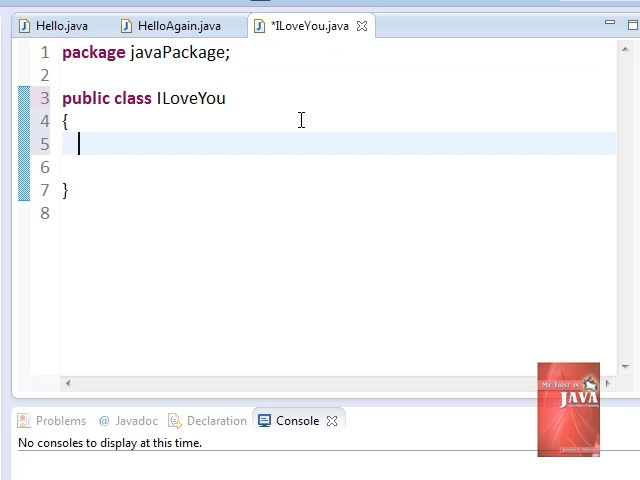 Hello.java
HelloAgain.java
*ILoveYou.java
1 package javaPackage;
2
3 public class ILoveYou
4 {
5
6
7 }
8
MY FIRST IN
JAVA
Problems @ Javadoc Declaration Console
No consoles to display at this time.